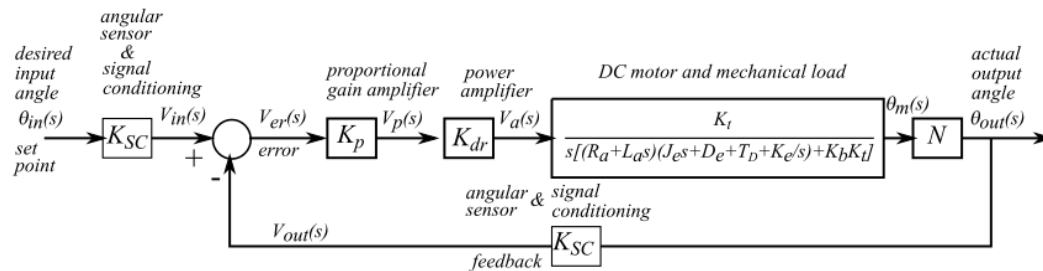 desired
input
angle
θin(s)
set
point
angular
sensor
&
signal
conditioning
KSC
Vin(s)
+
-
Ver(s)
error
proportional
gain amplifier
Kp
Vp(s)
power
amplifier
Kdr
Va(s)
DC motor and mechanical load
Kt
s[(Ra+Las)(Jes+De+TD+Ke/s)+KbKt]
θm(s)
N
actual
output
angle
θout(s)
angular & signal
sensor conditioning
KSC
Vout(s)
feedback